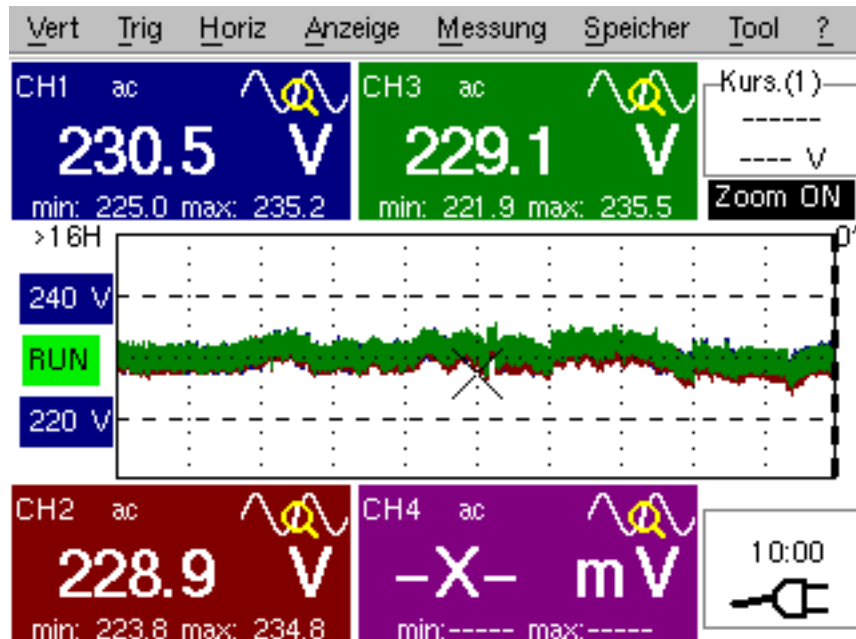 Vert Trig Horiz Anzeige Messung Speicher Tool ?
CH1 ac
230.5 V
min: 225.0 max: 235.2
CH3 ac
229.1 V
min: 221.9 max: 235.5
Kurs.(1)
------
---- V
Zoom ON
>16H
240 V
RUN
220 V
CH2 ac
228.9 V
min: 223.8 max: 234.8
CH4 ac
-X- mV
min:----- max:-----
10:00